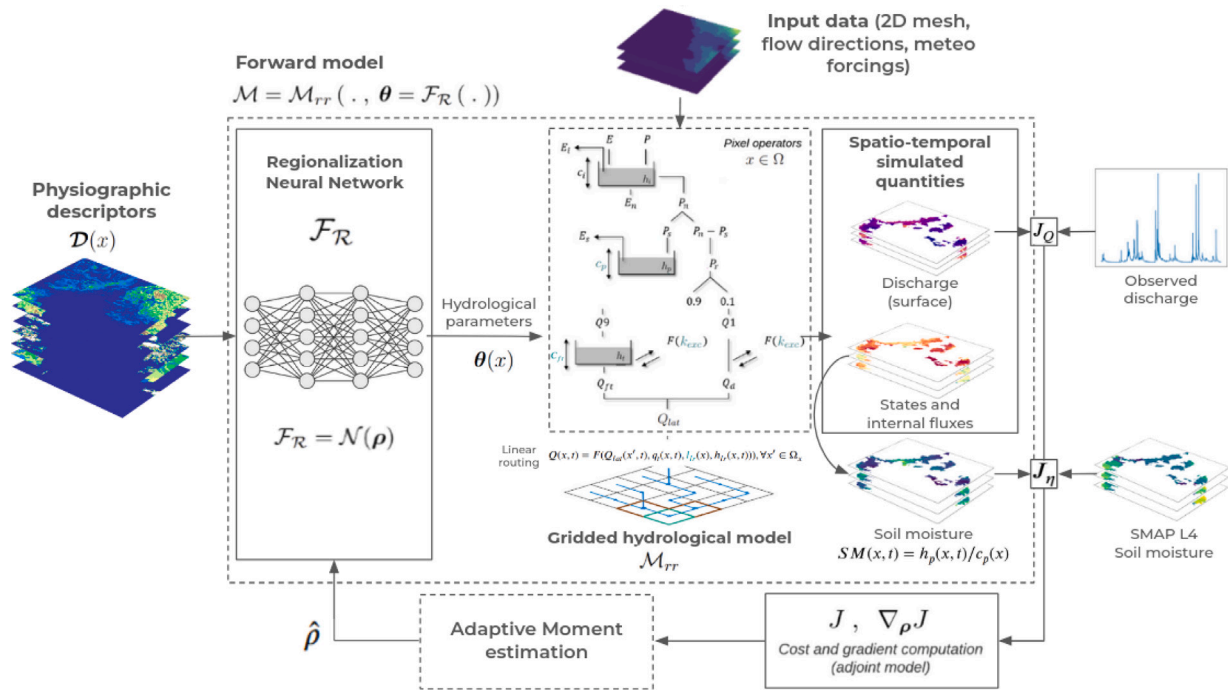 Input data (2D mesh,
flow directions, meteo
forcings)
Forward model
ℳ = ℳ_rr ( . , θ = ℱ_ℛ ( . ))
Physiographic
descriptors
𝓓(x)
Regionalization
Neural Network
ℱ_ℛ
ℱ_ℛ = 𝒩(ρ)
Hydrological
parameters
θ(x)
Pixel operators
x ∈ Ω
E P
E_i
c_i
h_i
E_n P_n
P_s P_n − P_s
E_s
c_p
h_p
P_r
0.9 0.1
Q9 Q1
c_ft
h_t
F(k_exc) F(k_exc)
Q_ft Q_d
Q_lat
Linear
routing
Q(x, t) = F(Q_lat(x′, t), q_t(x, t), l_lr(x), h_lr(x, t))), ∀x′ ∈ Ω_x
Gridded hydrological model
ℳ_rr
Spatio-temporal
simulated
quantities
Discharge
(surface)
States and
internal fluxes
Soil moisture
SM(x, t) = h_p(x, t)/c_p(x)
J_Q
Observed
discharge
J_η
SMAP L4
Soil moisture
J , ∇_ρ J
Cost and gradient computation
(adjoint model)
Adaptive Moment
estimation
ρ̂